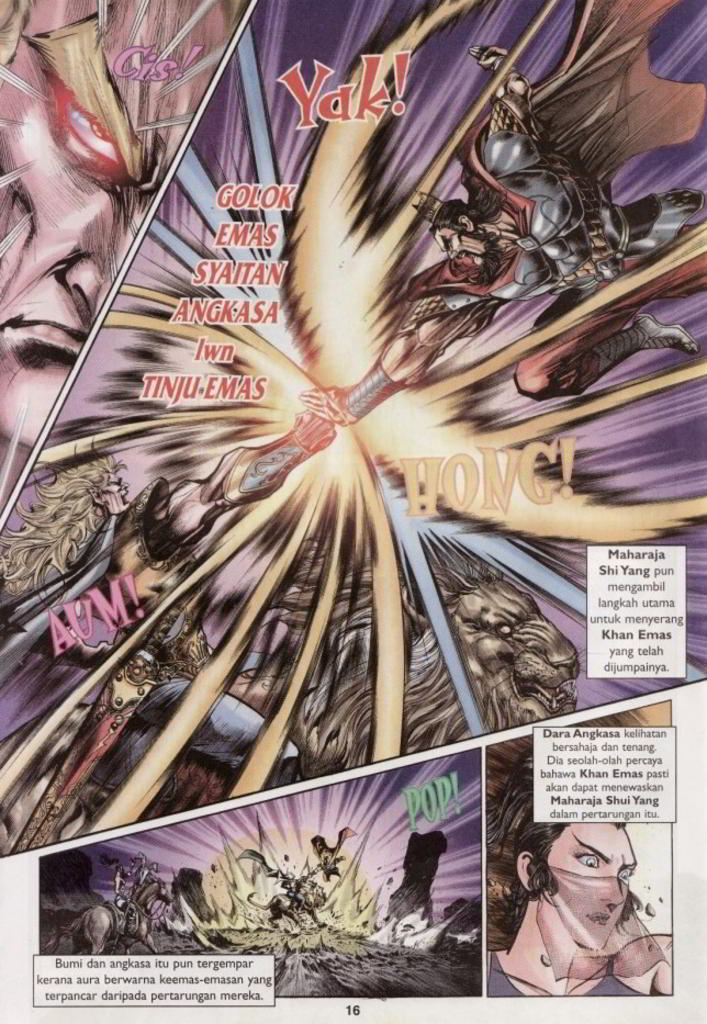 Cis!
Yak!
GOLOK
EMAS
SYAITAN
ANGKASA
lwn
TINJU EMAS
HONG!
AUM!
Maharaja
Shi Yang pun
mengambil
langkah utama
untuk menyerang
Khan Emas
yang telah
dijumpainya.
POP!
Dara Angkasa kelihatan
bersahaja dan tenang.
Dia seolah-olah percaya
bahawa Khan Emas pasti
akan dapat menewaskan
Maharaja Shui Yang
dalam pertarungan itu.
Bumi dan angkasa itu pun tergempar
kerana aura berwarna keemas-emasan yang
terpancar daripada pertarungan mereka.
16